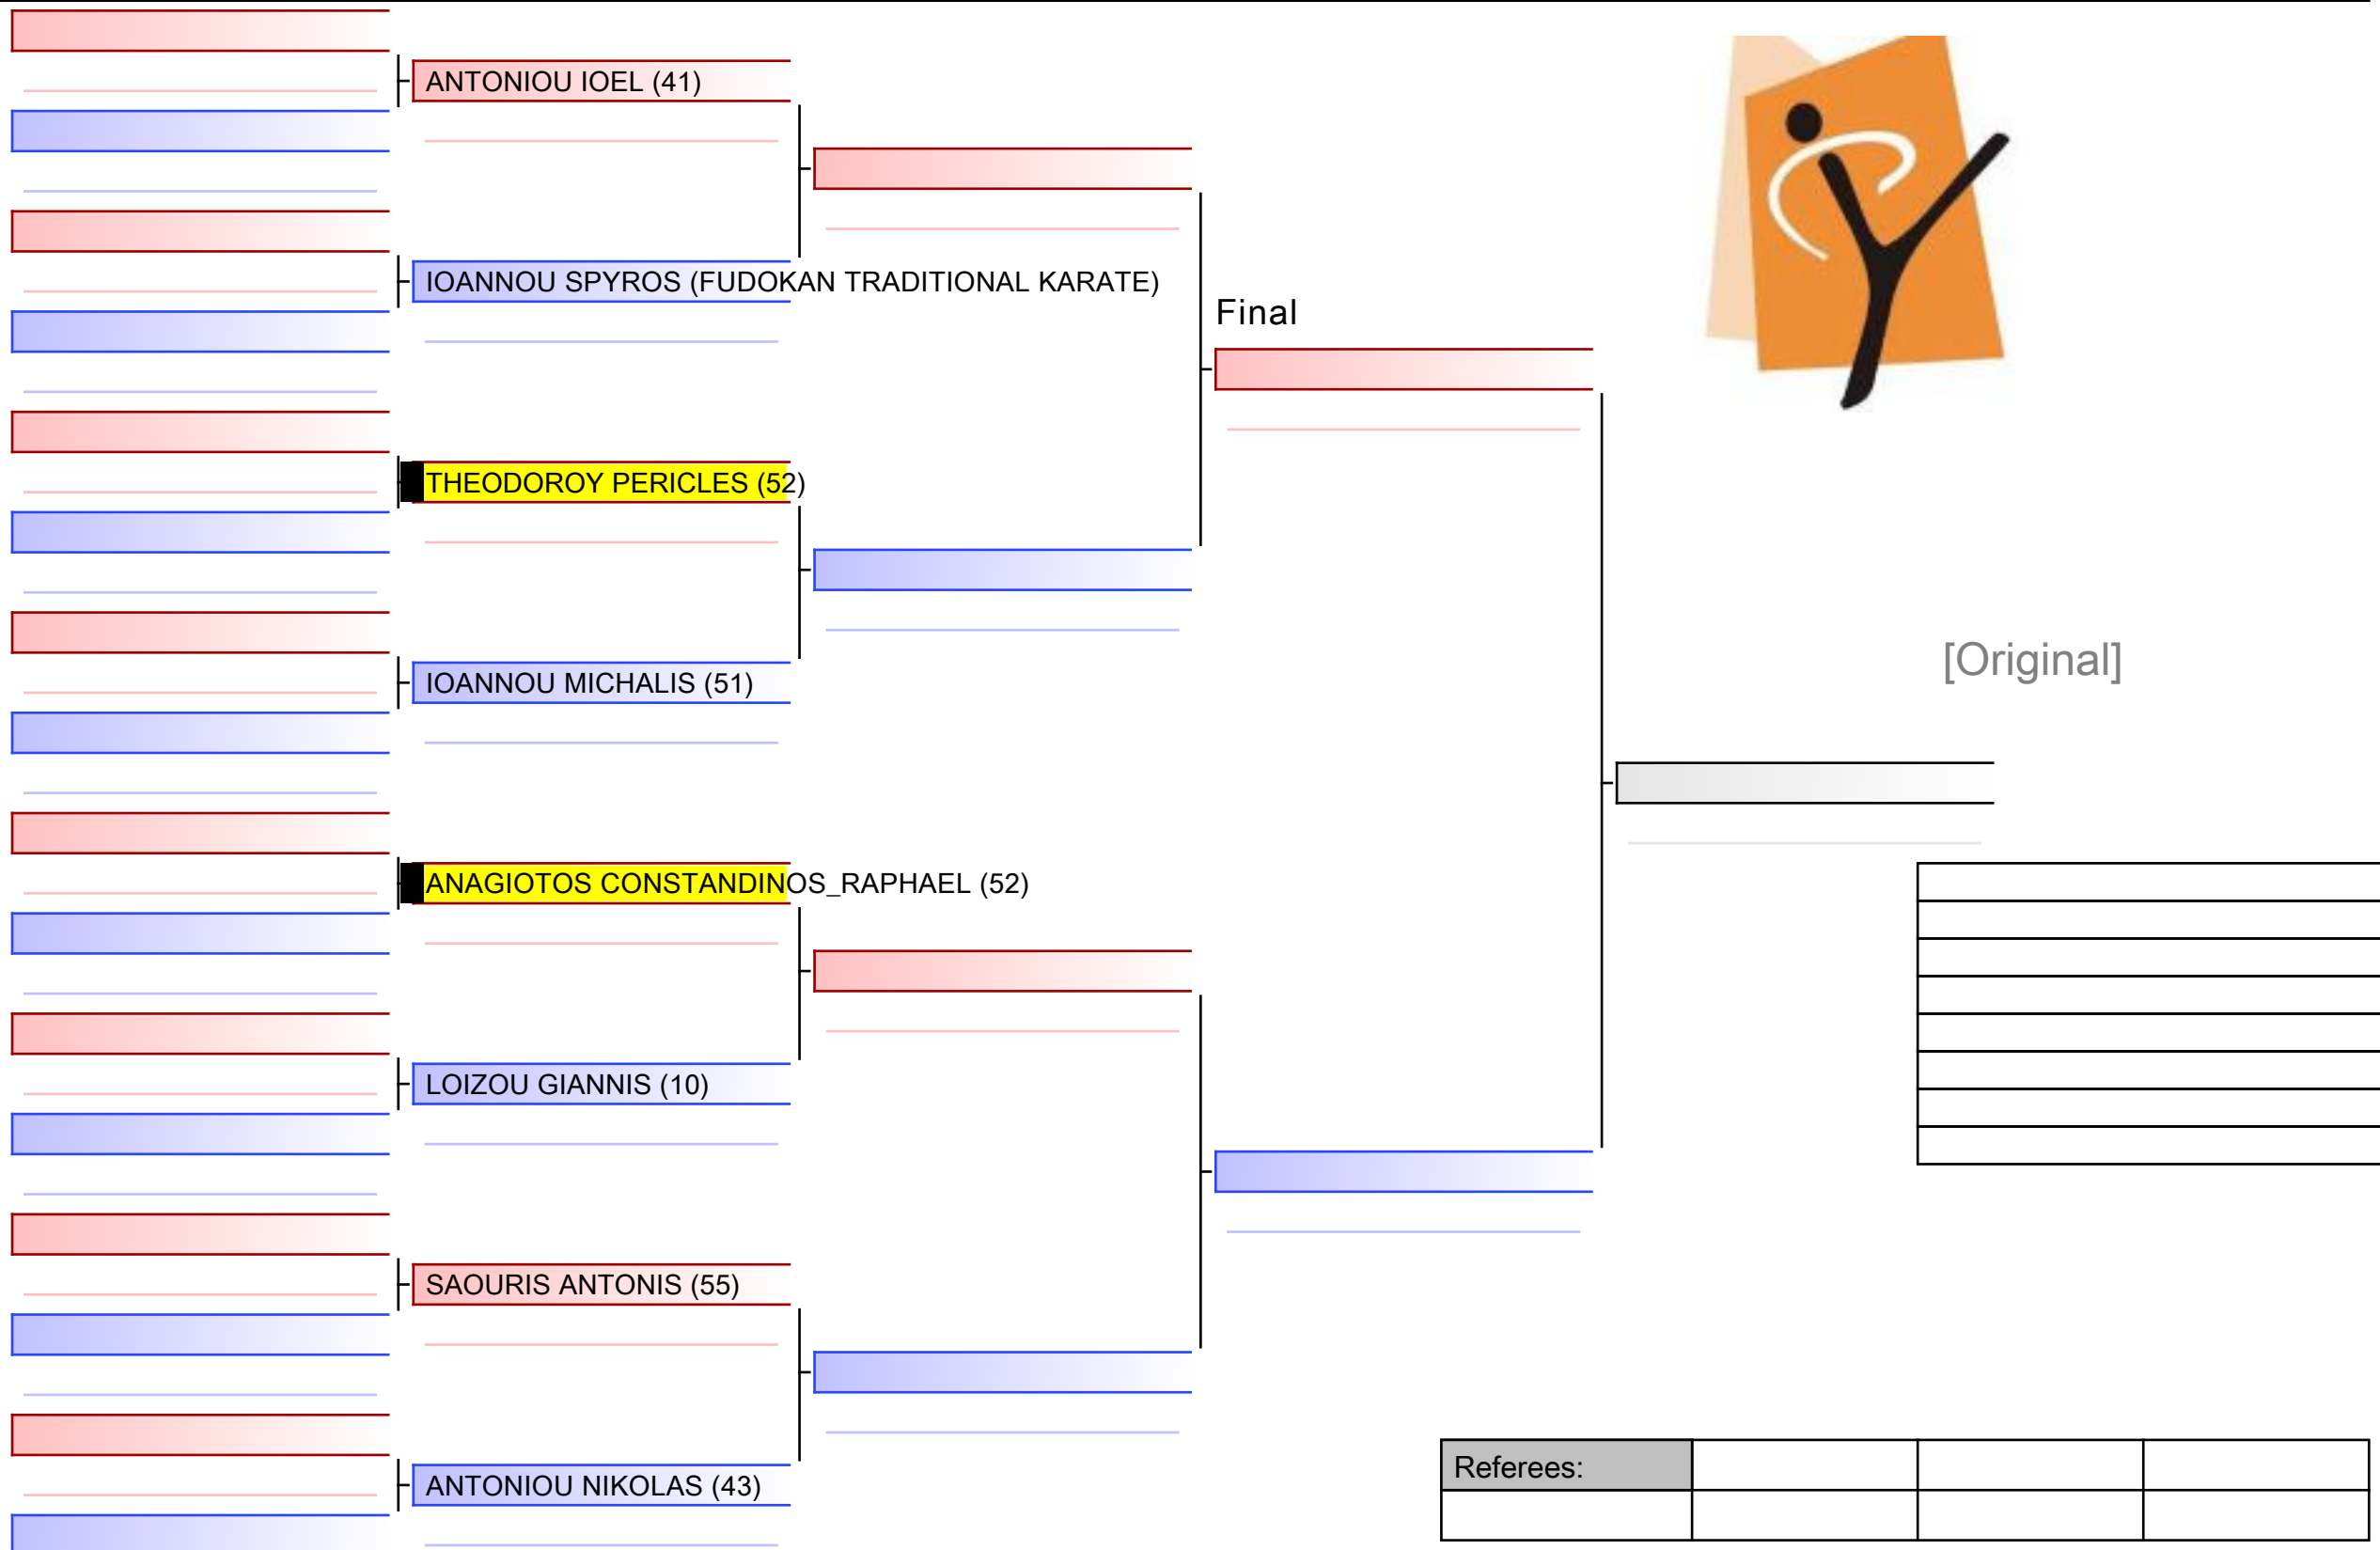 ANTONIOU IOEL (41)
IOANNOU SPYROS (FUDOKAN TRADITIONAL KARATE)
Final
THEODOROY PERICLES (52)
IOANNOU MICHALIS (51)
[Original]
ANAGIOTOS CONSTANDINOS_RAPHAEL (52)
LOIZOU GIANNIS (10)
SAOURIS ANTONIS (55)
ANTONIOU NIKOLAS (43)
Referees: